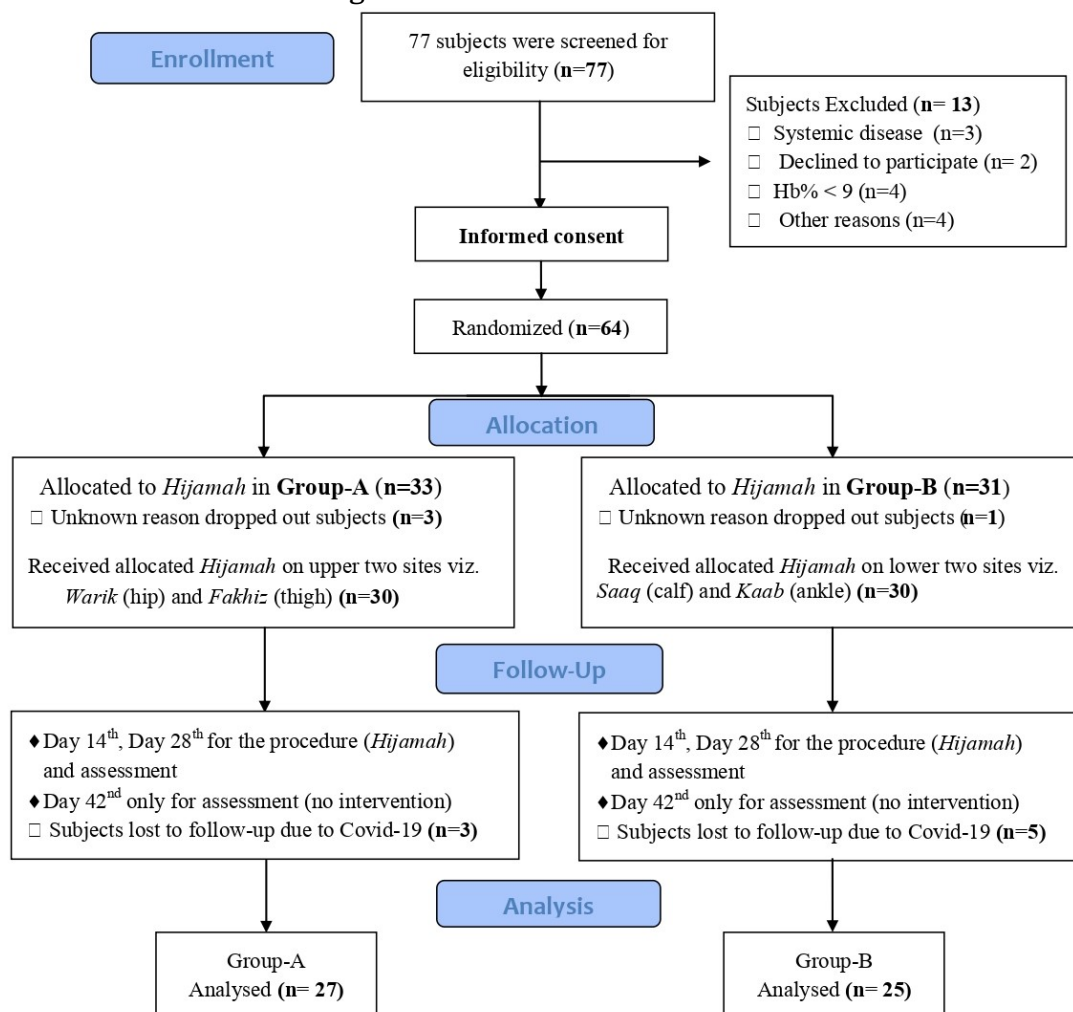 Enrollment
77 subjects were screened for
eligibility (n=77)
Subjects Excluded (n= 13)
□ Systemic disease (n=3)
□ Declined to participate (n= 2)
□ Hb% < 9 (n=4)
□ Other reasons (n=4)
Informed consent
Randomized (n=64)
Allocation
Allocated to Hijamah in Group-A (n=33)
□ Unknown reason dropped out subjects (n=3)
Received allocated Hijamah on upper two sites viz.
Warik (hip) and Fakhiz (thigh) (n=30)
Allocated to Hijamah in Group-B (n=31)
□ Unknown reason dropped out subjects (n=1)
Received allocated Hijamah on lower two sites viz.
Saaq (calf) and Kaab (ankle) (n=30)
Follow-Up
♦Day 14th, Day 28th for the procedure (Hijamah)
and assessment
♦Day 42nd only for assessment (no intervention)
□ Subjects lost to follow-up due to Covid-19 (n=3)
♦Day 14th, Day 28th for the procedure (Hijamah)
and assessment
♦Day 42nd only for assessment (no intervention)
□ Subjects lost to follow-up due to Covid-19 (n=5)
Analysis
Group-A
Analysed (n= 27)
Group-B
Analysed (n= 25)